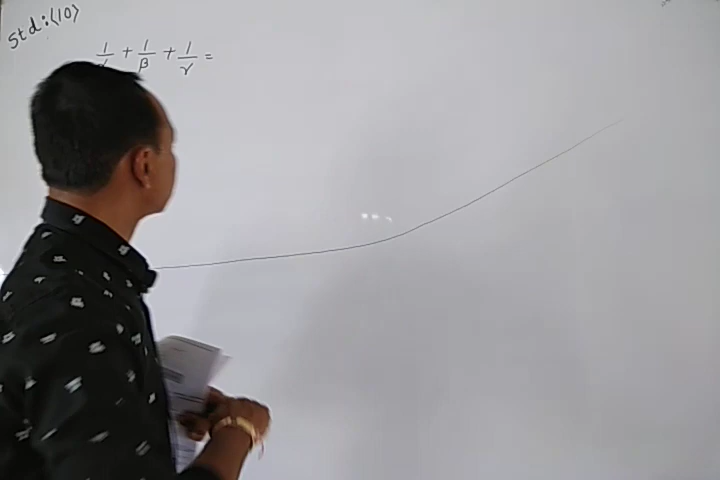 Std:(10)
1/α + 1/β + 1/γ =